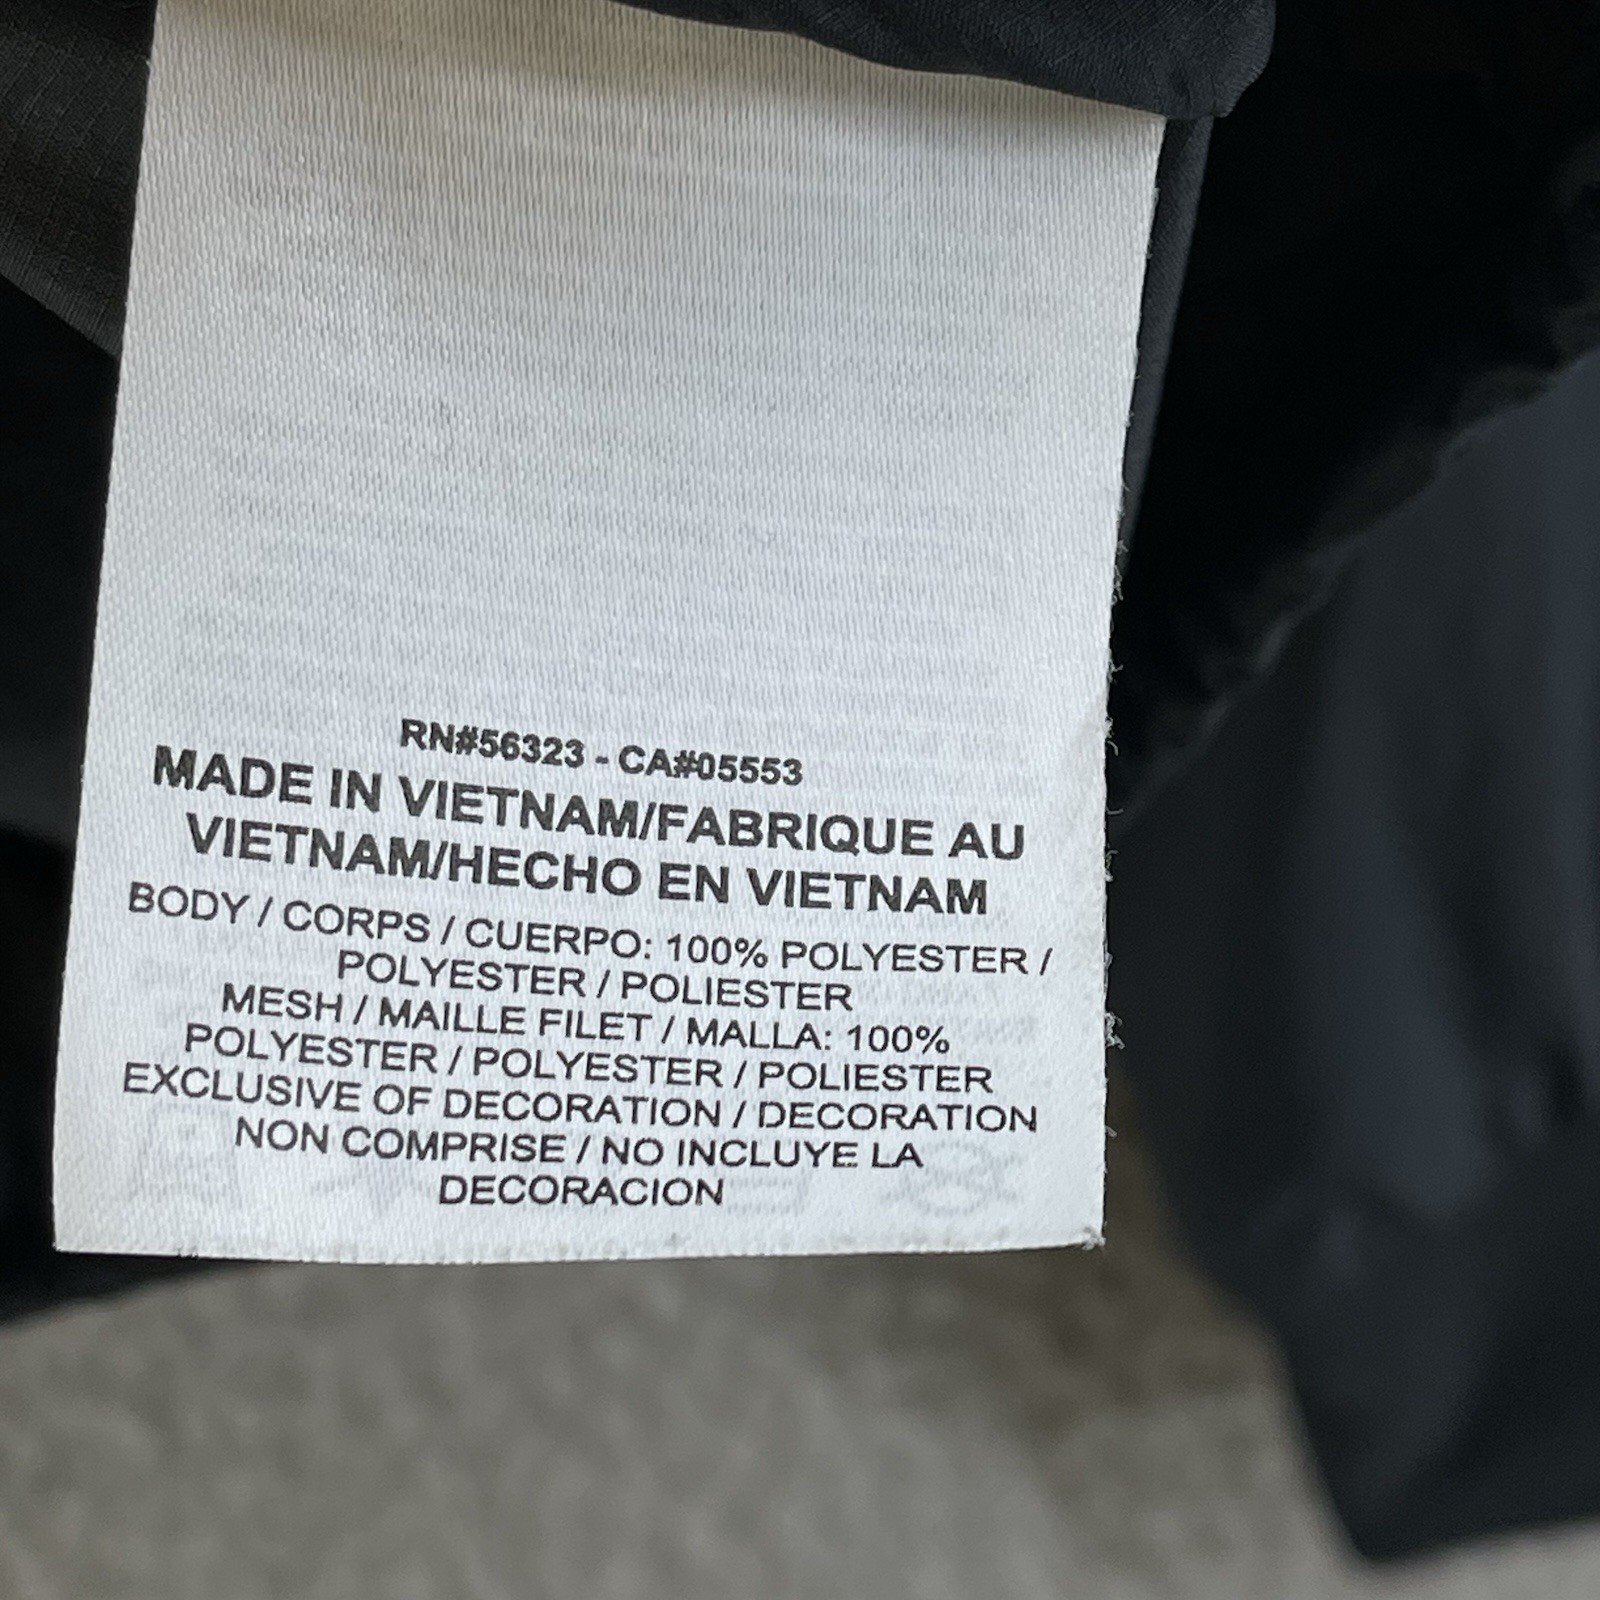 RN#56323 - CA#05553
MADE IN VIETNAM/FABRIQUE AU
VIETNAM/HECHO EN VIETNAM
BODY / CORPS / CUERPO: 100% POLYESTER /
POLYESTER / POLIESTER
MESH / MAILLE FILET / MALLA: 100%
POLYESTER / POLYESTER / POLIESTER
EXCLUSIVE OF DECORATION / DECORATION
NON COMPRISE / NO INCLUYE LA
DECORACION